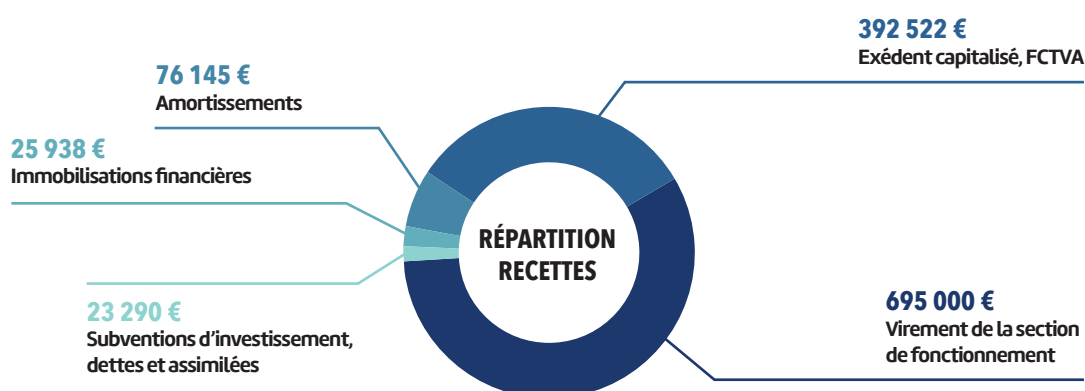 392 522 €
Exédent capitalisé, FCTVA
76 145 €
Amortissements
25 938 €
Immobilisations financières
RÉPARTITION
RECETTES
23 290 €
Subventions d'investissement,
dettes et assimilées
695 000 €
Virement de la section
de fonctionnement